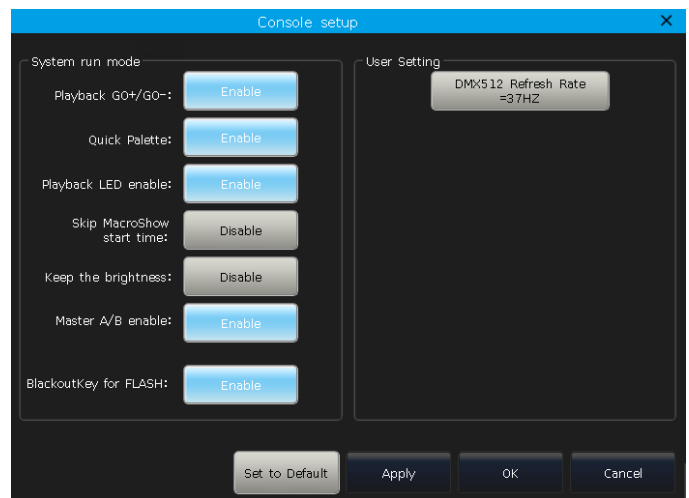 Console setup
System run mode
Playback GO+/GO-:
Enable
Quick Palette:
Enable
Playback LED enable:
Enable
Skip MacroShow
start time:
Disable
Keep the brightness:
Disable
Master A/B enable:
Enable
BlackoutKey for FLASH:
Enable
User Setting
DMX512 Refresh Rate
=37HZ
Set to Default
Apply
OK
Cancel